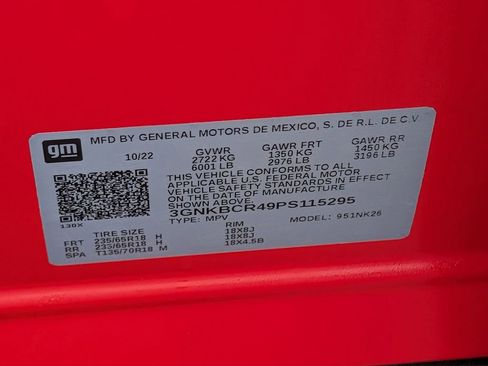 gm
MFD BY GENERAL MOTORS DE MEXICO, S. DE R.L. DE C.V.
10/22 GVWR GAWR FRT GAWR RR
2722 KG 1350 KG 1450 KG
6001 LB 2976 LB 3196 LB
THIS VEHICLE CONFORMS TO ALL
APPLICABLE U.S. FEDERAL MOTOR
VEHICLE SAFETY STANDARDS IN EFFECT
ON THE DATE OF MANUFACTURE
SHOWN ABOVE.
3GNKBCR49PS115295
TYPE: MPV MODEL: 951NK26
130X
TIRE SIZE RIM
FRT 235/65R18 H 18X8J
RR 235/65R18 H 18X8J
SPA T135/70R18 M 18X4.5B